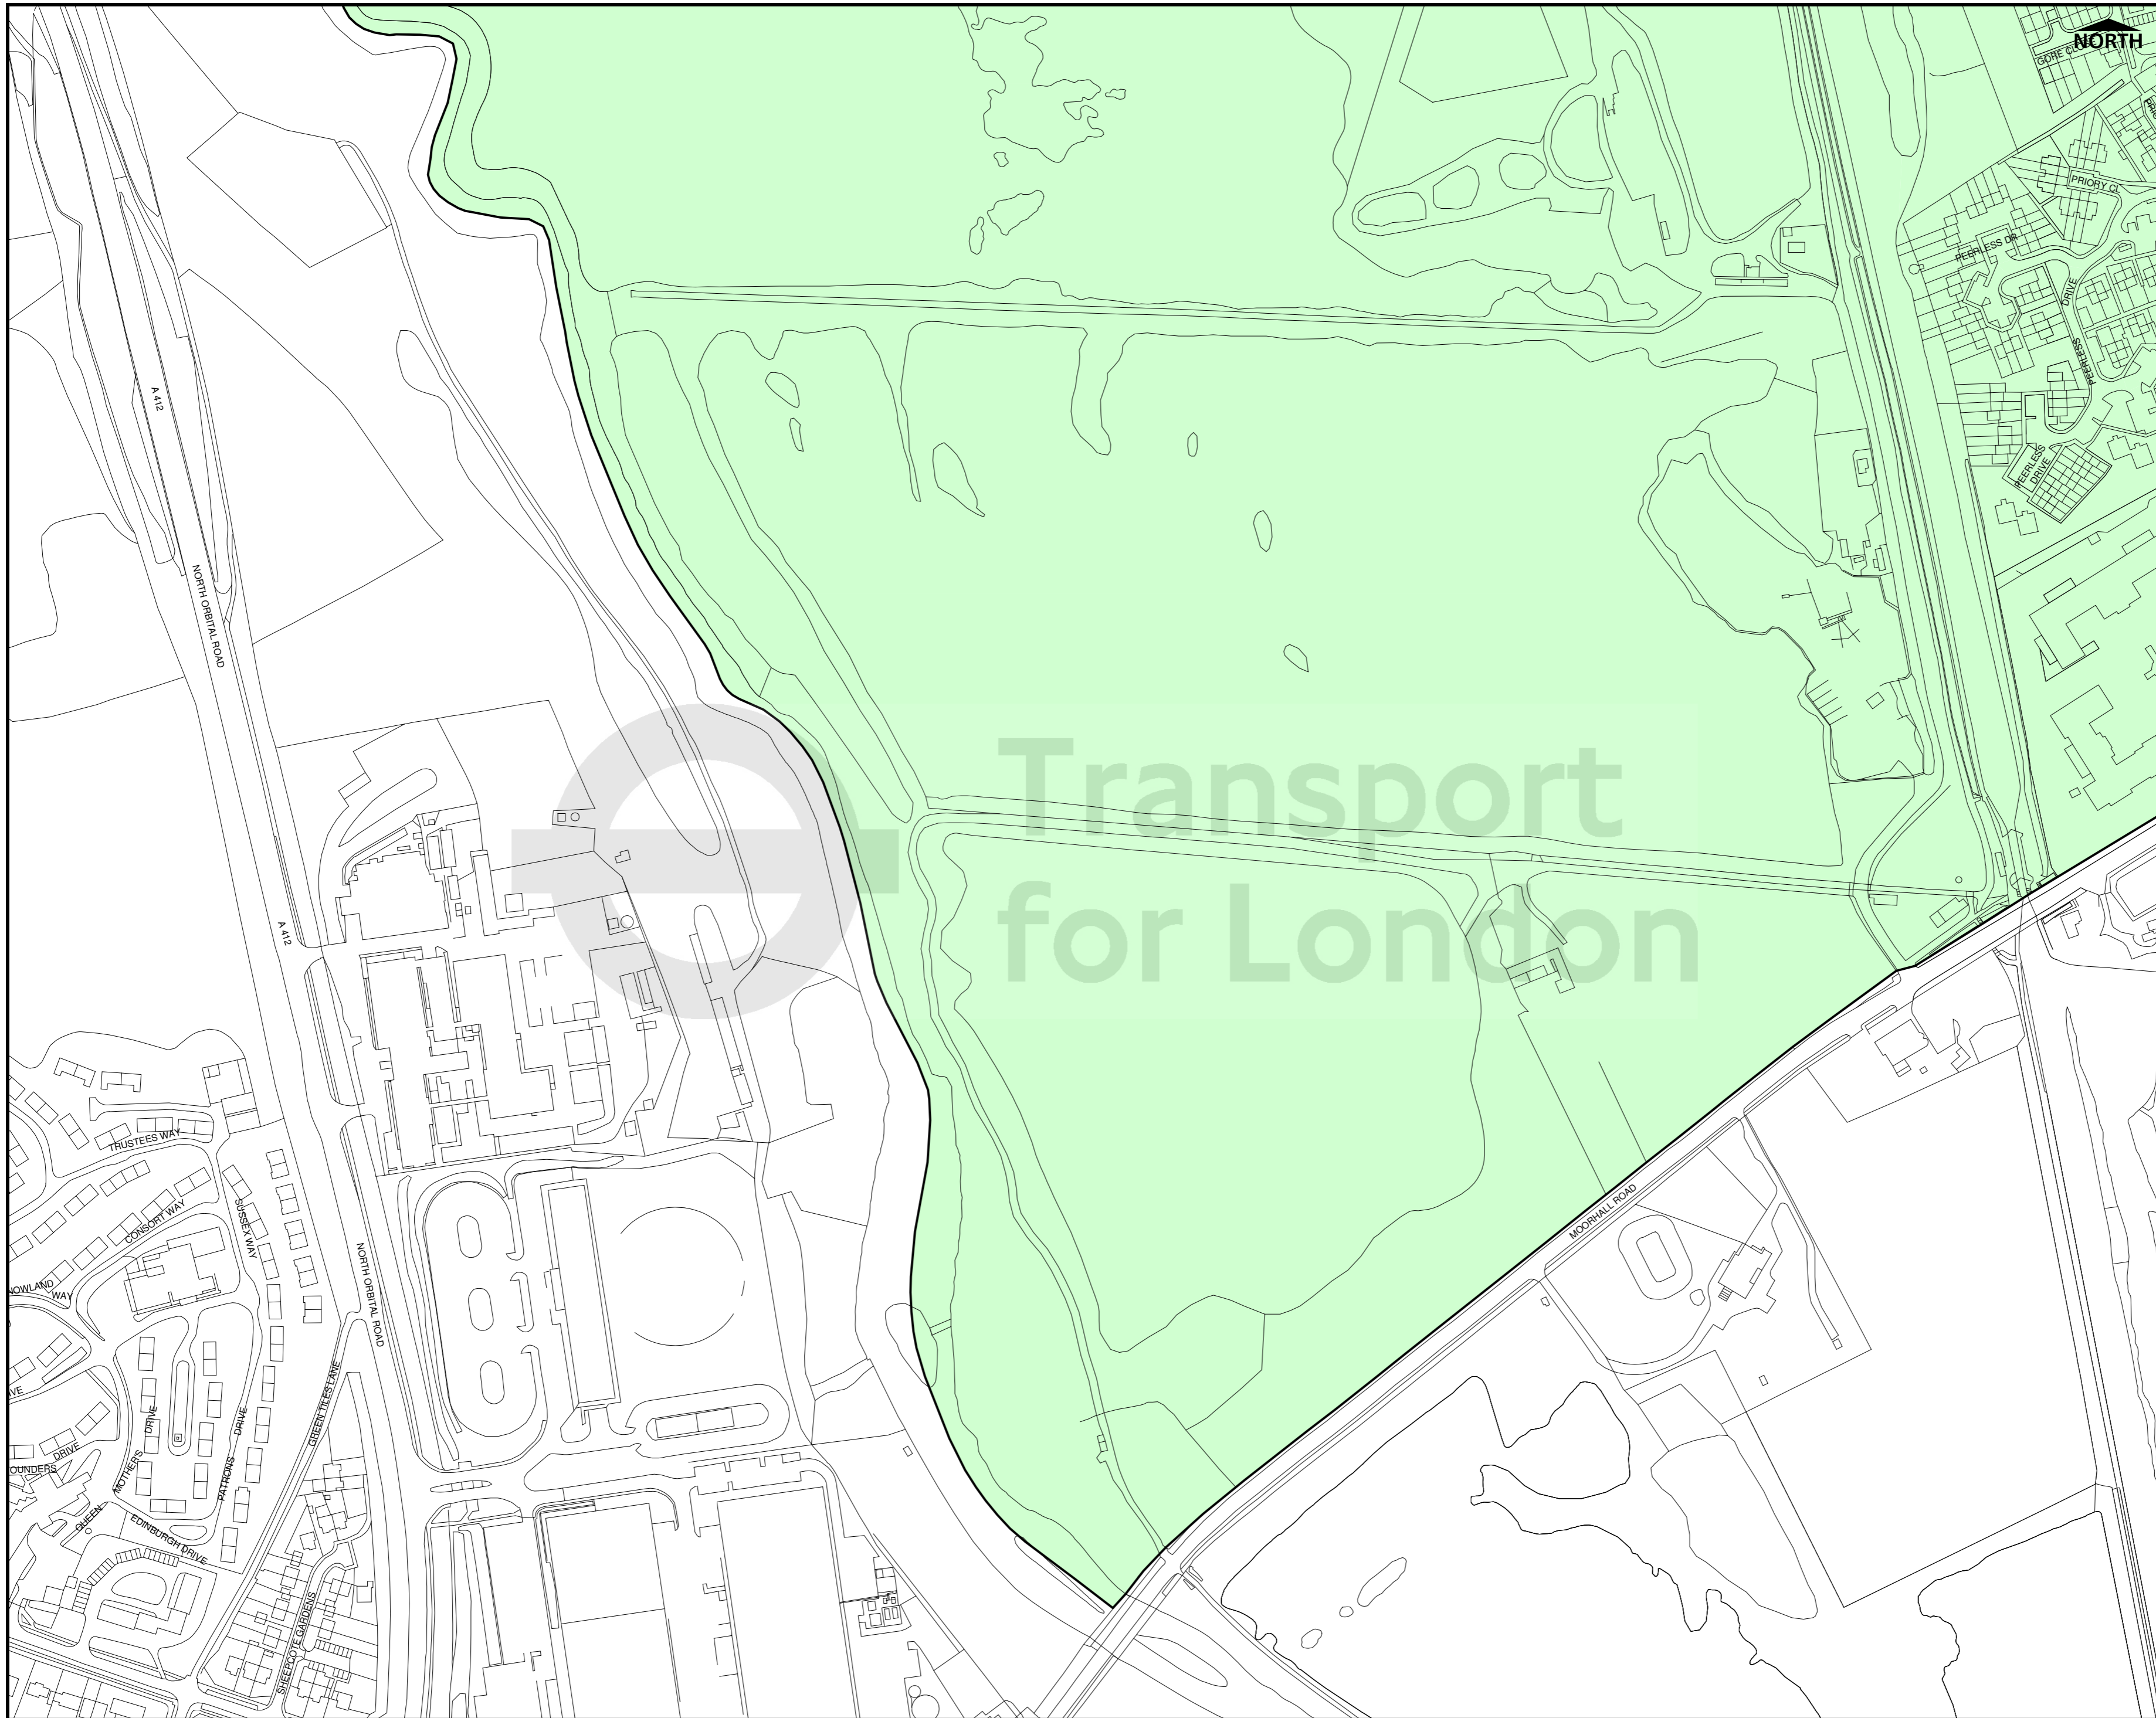 NORTH
GORE CL
PRIORY CL
PEERLESS DR
DRIVE
PEERLESS
PEERLESS
DRIVE
A 412
NORTH ORBITAL ROAD
Transport
for London
A 412
TRUSTEES WAY
CONSORT WAY
SUSSEX WAY
NORTH ORBITAL ROAD
MOORHALL ROAD
WAY
GREEN TILES LANE
DRIVE
DRIVE
DRIVE
MOTHERS
PATRONS
QUEEN
EDINBURGH DRIVE
SHEEPCOTE GARDENS